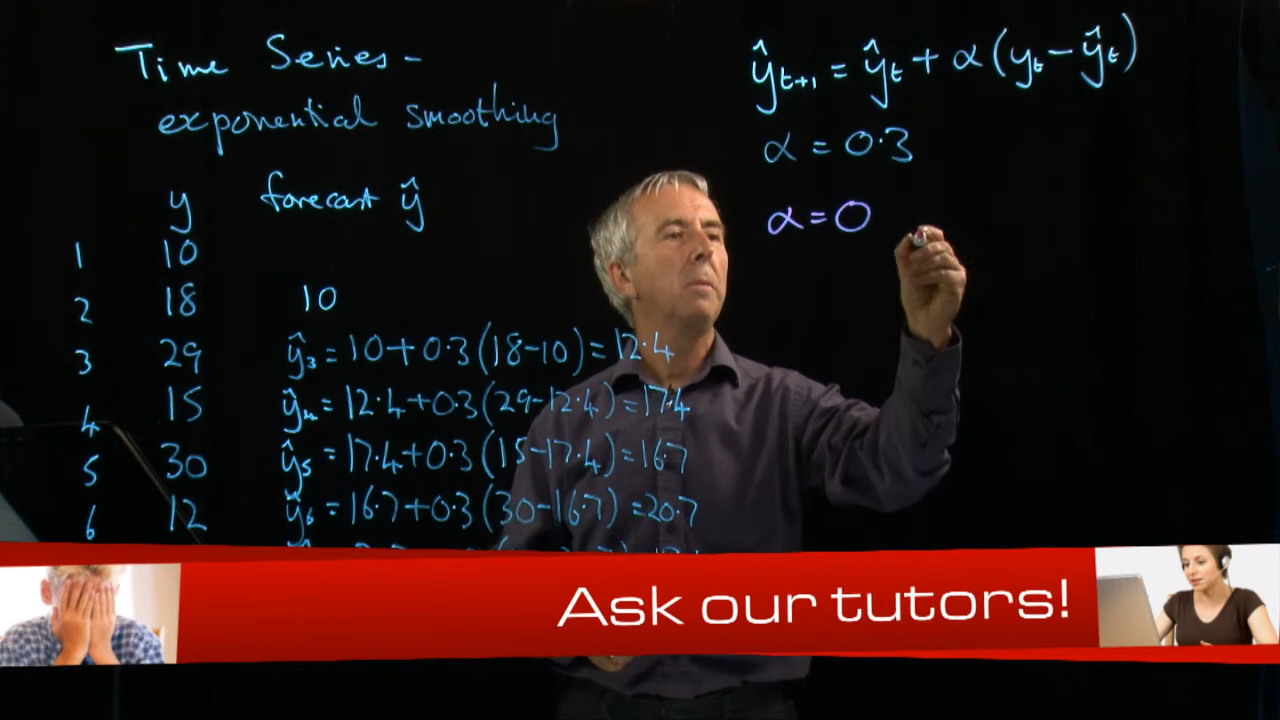 Time Series -
exponential smoothing
ŷₜ₊₁ = ŷₜ + α(yₜ - ŷₜ)
α = 0.3
α = 0
y forecast ŷ
1 10
2 18 10
3 29 ŷ₃ = 10+0.3(18-10) = 12.4
4 15 ŷ₄ = 12.4+0.3(29-12.4) = 17.4
5 30 ŷ₅ = 17.4+0.3(15-17.4) = 16.7
6 12 ŷ₆ = 16.7+0.3(30-16.7) = 20.7
Ask our tutors!